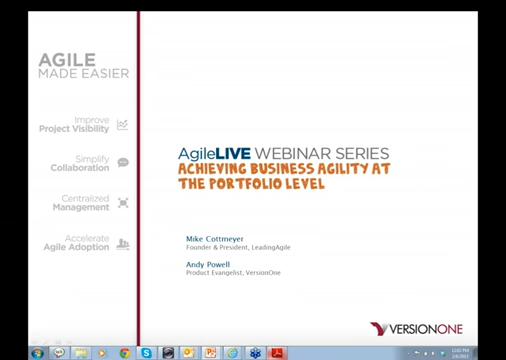 AGILE
MADE EASIER
Improve
Project Visibility
Simplify
Collaboration
Centralized
Management
Accelerate
Agile Adoption
AgileLIVE WEBINAR SERIES
ACHIEVING BUSINESS AGILITY AT
THE PORTFOLIO LEVEL
Mike Cottmeyer
Founder & President, LeadingAgile
Andy Powell
Product Evangelist, VersionOne
VERSIONONE